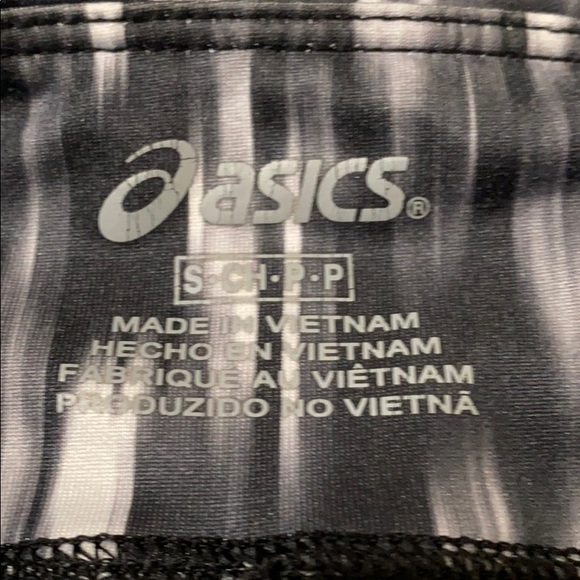 asics®
S•CH•P•P
MADE IN VIETNAM
HECHO EN VIETNAM
FABRIQUÉ AU VIÊTNAM
PRODUZIDO NO VIETNÃ